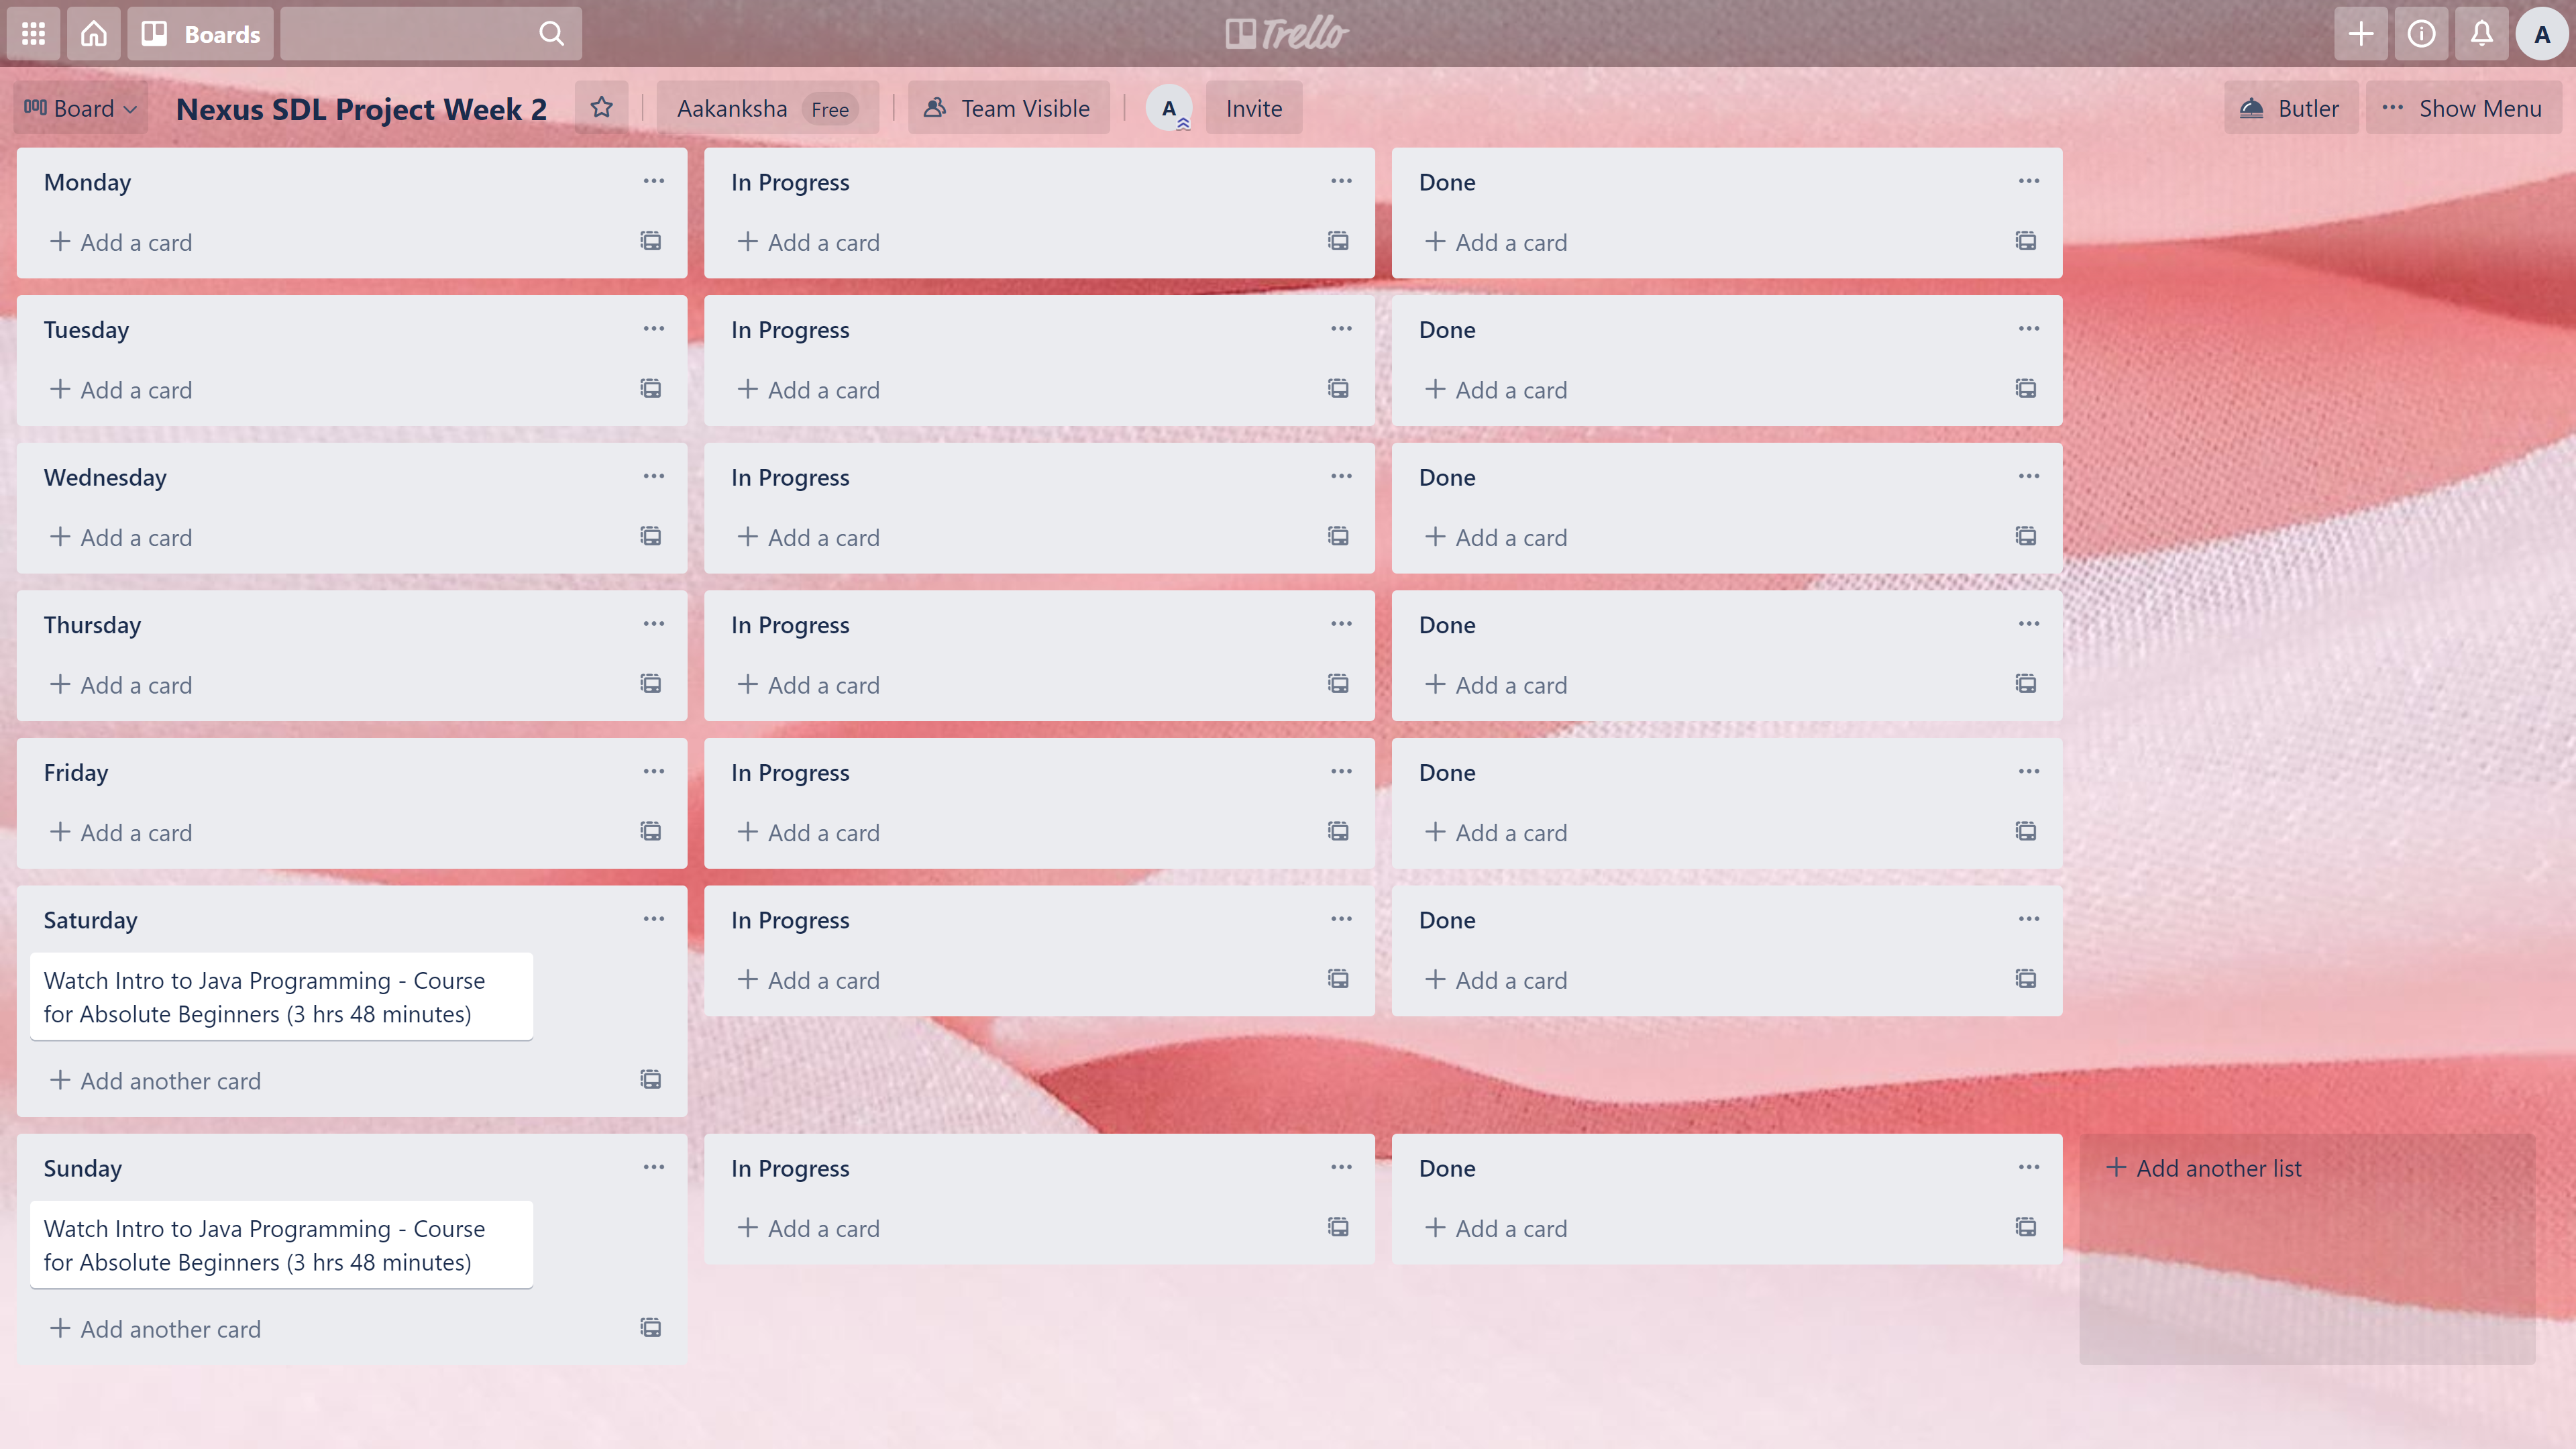 Boards
Trello
A
Board
Nexus SDL Project Week 2
Aakanksha Free
Team Visible
A
Invite
Butler
Show Menu
Monday
Add a card
In Progress
Add a card
Done
Add a card
Tuesday
Add a card
In Progress
Add a card
Done
Add a card
Wednesday
Add a card
In Progress
Add a card
Done
Add a card
Thursday
Add a card
In Progress
Add a card
Done
Add a card
Friday
Add a card
In Progress
Add a card
Done
Add a card
Saturday
Watch Intro to Java Programming - Course
for Absolute Beginners (3 hrs 48 minutes)
Add another card
In Progress
Add a card
Done
Add a card
Sunday
Watch Intro to Java Programming - Course
for Absolute Beginners (3 hrs 48 minutes)
Add another card
In Progress
Add a card
Done
Add a card
Add another list